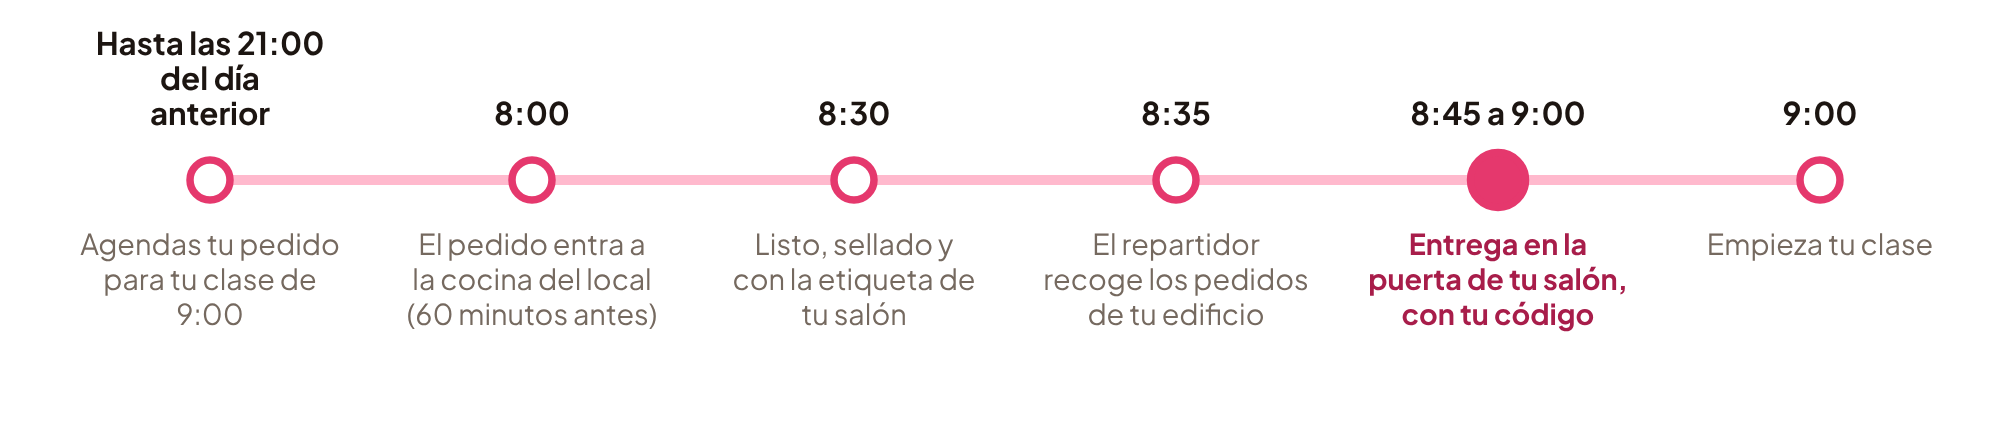 Hasta las 21:00
del día
anterior
8:00
8:30
8:35
8:45 a 9:00
9:00
Agendas tu pedido
para tu clase de
9:00
El pedido entra a
la cocina del local
(60 minutos antes)
Listo, sellado y
con la etiqueta de
tu salón
El repartidor
recoge los pedidos
de tu edificio
Entrega en la
puerta de tu salón,
con tu código
Empieza tu clase